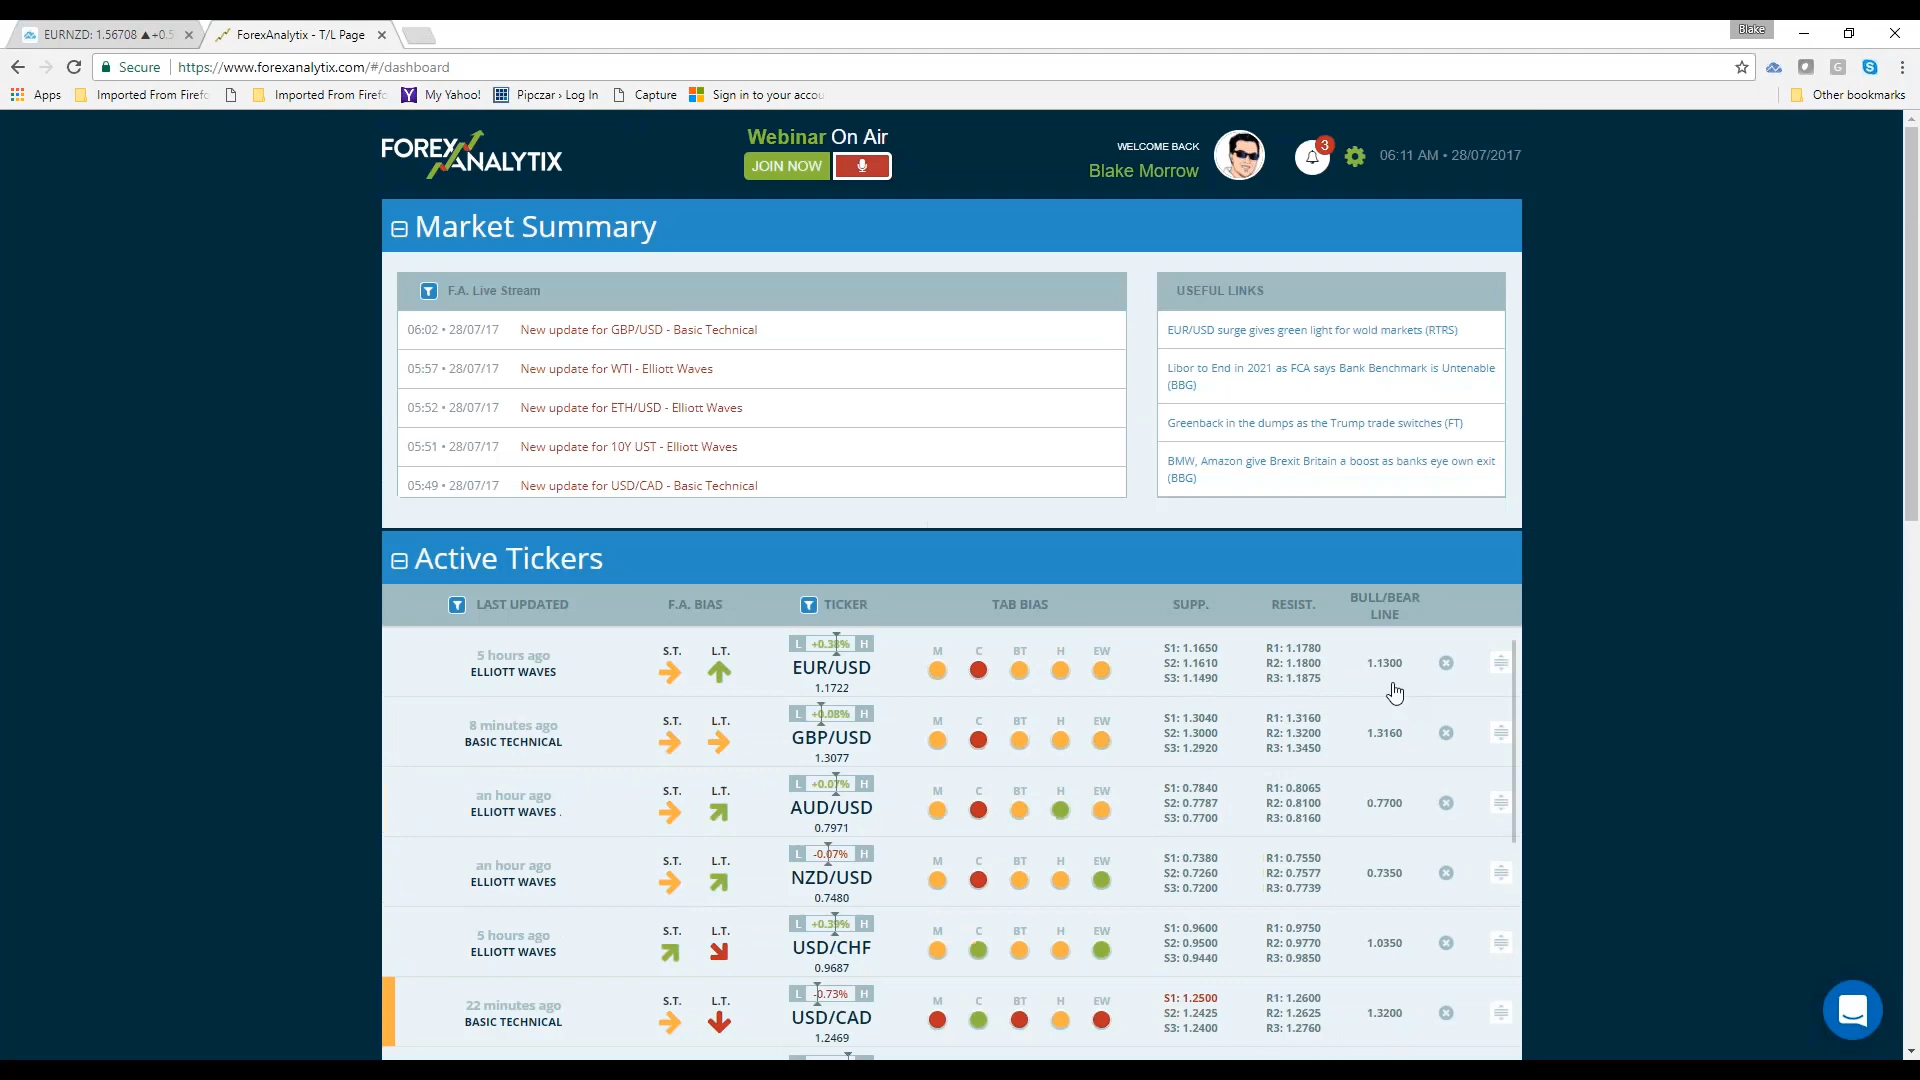 Blake
EURNZD: 1.56708 ▲+0.5
ForexAnalytix - T/L Page
Secure
https://www.forexanalytix.com/#/dashboard
Apps
Imported From Firefo
Imported From Firefo
My Yahoo!
Pipczar › Log In
Capture
Sign in to your accou
Other bookmarks
FOREX ANALYTIX
Webinar On Air
JOIN NOW
WELCOME BACK
Blake Morrow
3
06:11 AM • 28/07/2017
Market Summary
F.A. Live Stream
06:02 • 28/07/17 New update for GBP/USD - Basic Technical
05:57 • 28/07/17 New update for WTI - Elliott Waves
05:52 • 28/07/17 New update for ETH/USD - Elliott Waves
05:51 • 28/07/17 New update for 10Y UST - Elliott Waves
05:49 • 28/07/17 New update for USD/CAD - Basic Technical
USEFUL LINKS
EUR/USD surge gives green light for wold markets (RTRS)
Libor to End in 2021 as FCA says Bank Benchmark is Untenable
(BBG)
Greenback in the dumps as the Trump trade switches (FT)
BMW, Amazon give Brexit Britain a boost as banks eye own exit
(BBG)
Active Tickers
LAST UPDATED F.A. BIAS TICKER TAB BIAS SUPP. RESIST. BULL/BEAR
LINE
5 hours ago
ELLIOTT WAVES
S.T. L.T.
L +0.38% H
EUR/USD
1.1722
M C BT H EW
S1: 1.1650
S2: 1.1610
S3: 1.1490
R1: 1.1780
R2: 1.1800
R3: 1.1875
1.1300
8 minutes ago
BASIC TECHNICAL
S.T. L.T.
L +0.08% H
GBP/USD
1.3077
M C BT H EW
S1: 1.3040
S2: 1.3000
S3: 1.2920
R1: 1.3160
R2: 1.3200
R3: 1.3450
1.3160
an hour ago
ELLIOTT WAVES
S.T. L.T.
L +0.07% H
AUD/USD
0.7971
M C BT H EW
S1: 0.7840
S2: 0.7787
S3: 0.7700
R1: 0.8065
R2: 0.8100
R3: 0.8160
0.7700
an hour ago
ELLIOTT WAVES
S.T. L.T.
L -0.07% H
NZD/USD
0.7480
M C BT H EW
S1: 0.7380
S2: 0.7260
S3: 0.7200
R1: 0.7550
R2: 0.7577
R3: 0.7739
0.7350
5 hours ago
ELLIOTT WAVES
S.T. L.T.
L +0.39% H
USD/CHF
0.9687
M C BT H EW
S1: 0.9600
S2: 0.9500
S3: 0.9440
R1: 0.9750
R2: 0.9770
R3: 0.9850
1.0350
22 minutes ago
BASIC TECHNICAL
S.T. L.T.
L -0.73% H
USD/CAD
1.2469
M C BT H EW
S1: 1.2500
S2: 1.2425
S3: 1.2400
R1: 1.2600
R2: 1.2625
R3: 1.2760
1.3200